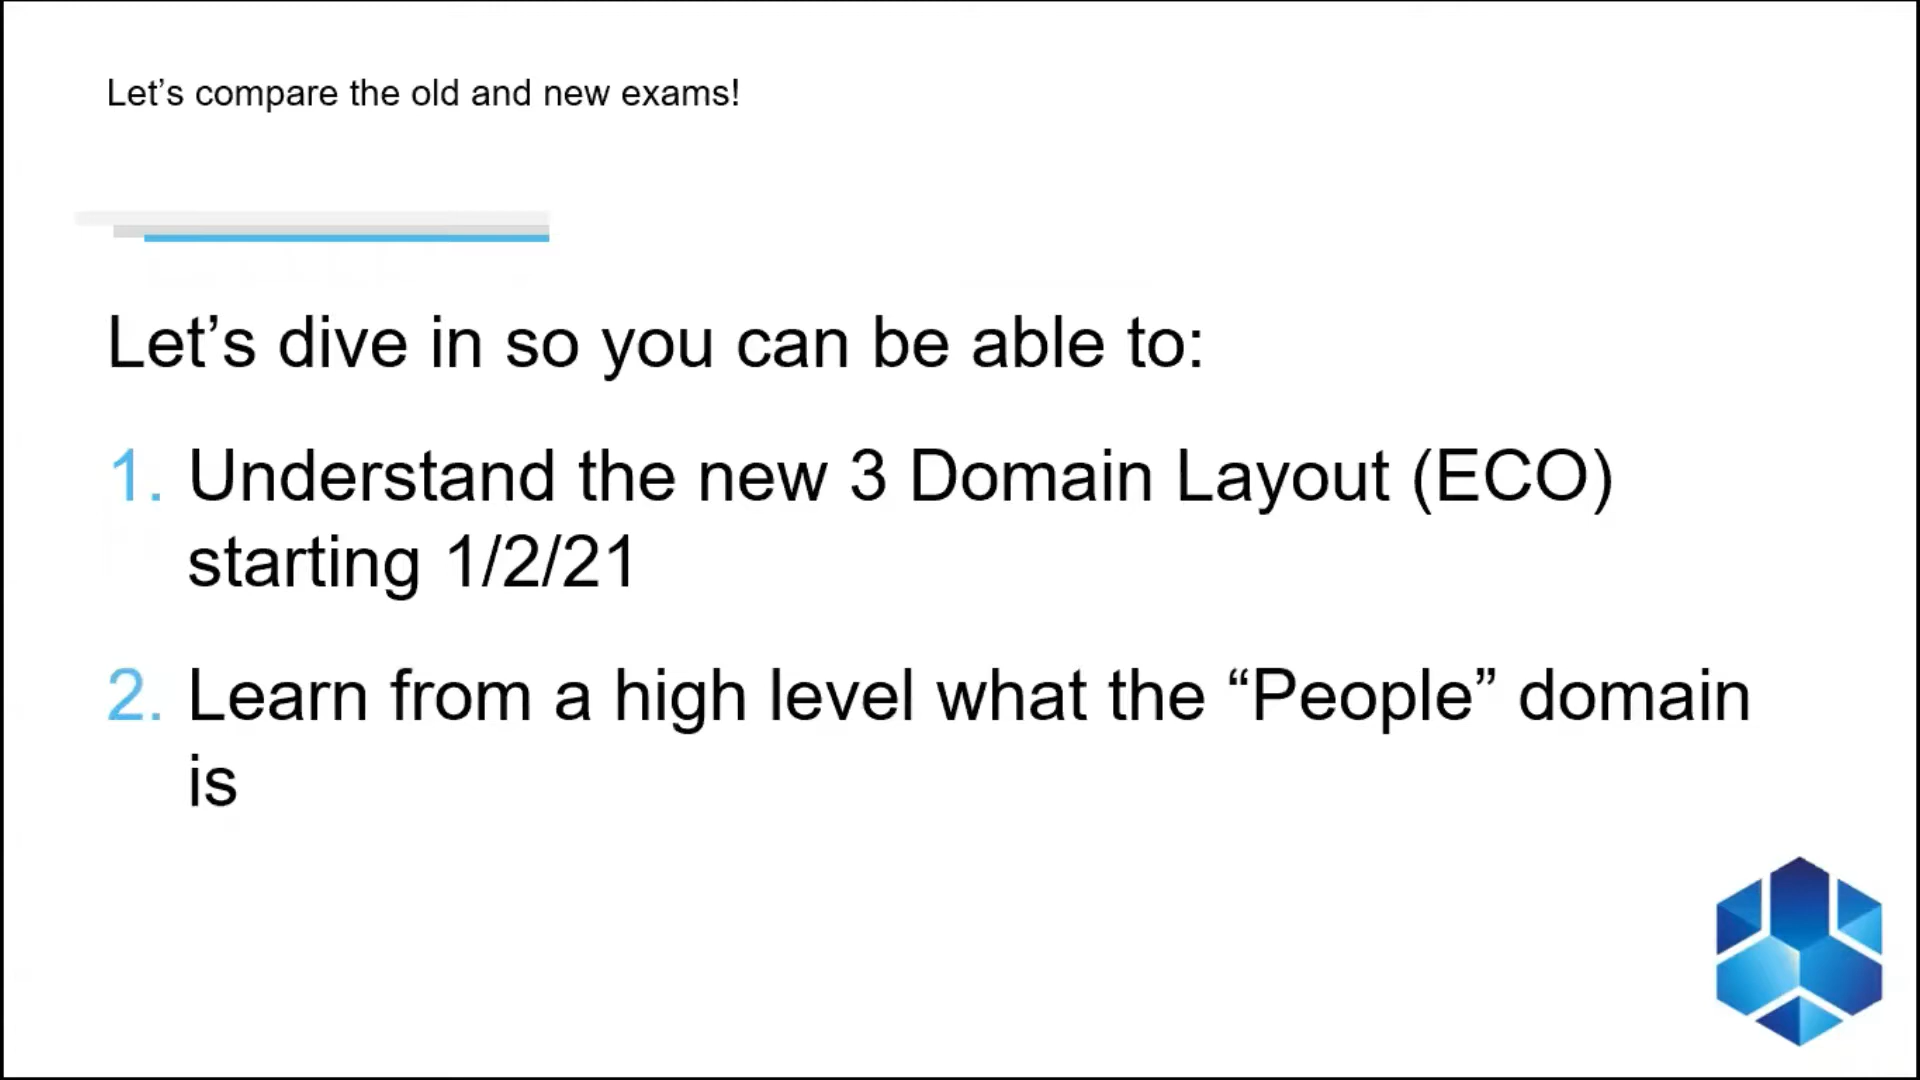 Let’s compare the old and new exams!
Let’s dive in so you can be able to:
1. Understand the new 3 Domain Layout (ECO)
starting 1/2/21
2. Learn from a high level what the “People” domain
is